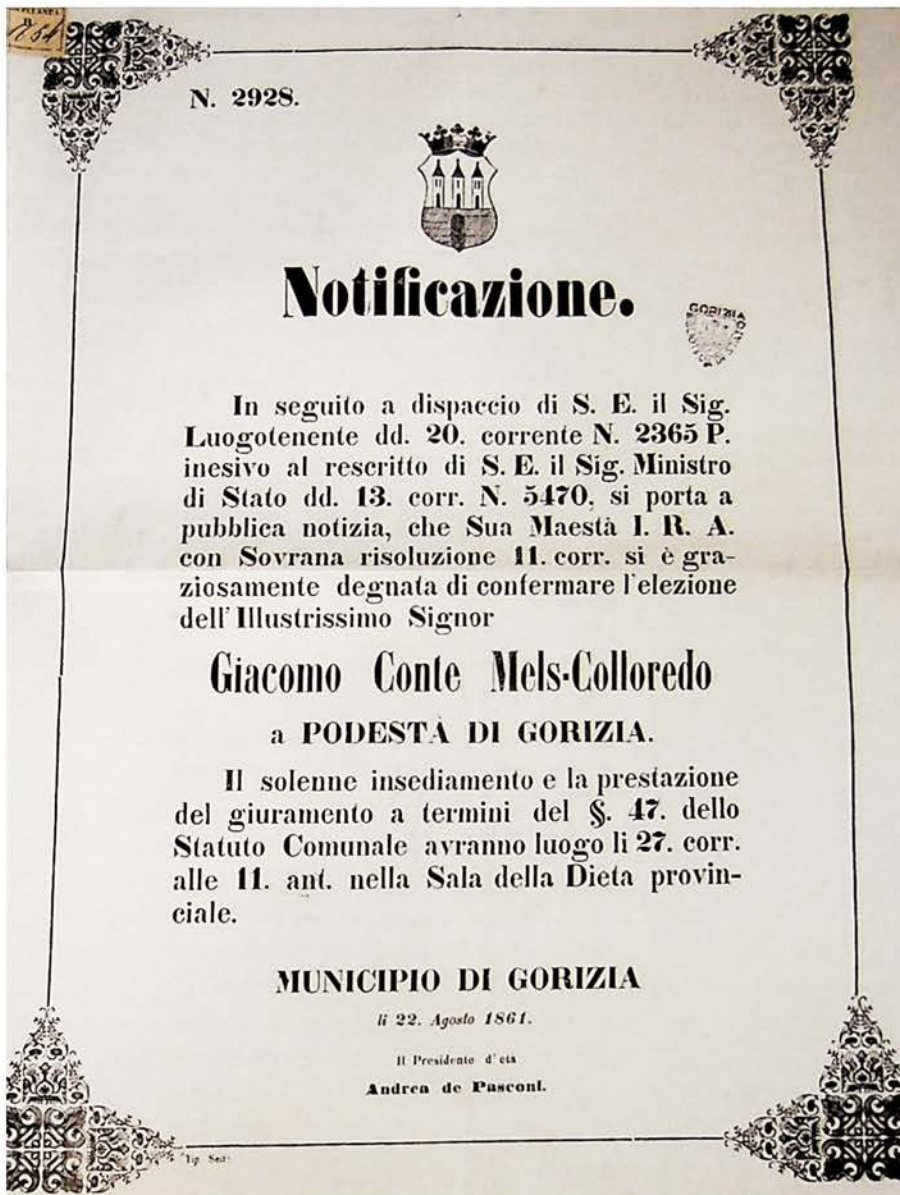 N. 2928.
Notificazione.
GORIZIA
In seguito a dispaccio di S. E. il Sig.
Luogotenente dd. 20. corrente N. 2365 P.
inesivo al rescritto di S. E. il Sig. Ministro
di Stato dd. 13. corr. N. 5470, si porta a
pubblica notizia, che Sua Maestà I. R. A.
con Sovrana risoluzione 11. corr. si è gra-
ziosamente degnata di confermare l'elezione
dell' Illustrissimo Signor
Giacomo Conte Mels-Colloredo
a PODESTÀ DI GORIZIA.
Il solenne insediamento e la prestazione
del giuramento a termini del §. 47. dello
Statuto Comunale avranno luogo li 27. corr.
alle 11. ant. nella Sala della Dieta provin-
ciale.
MUNICIPIO DI GORIZIA
li 22. Agosto 1861.
Il Presidente d'età
Andrea de Pasconi.
Tip.